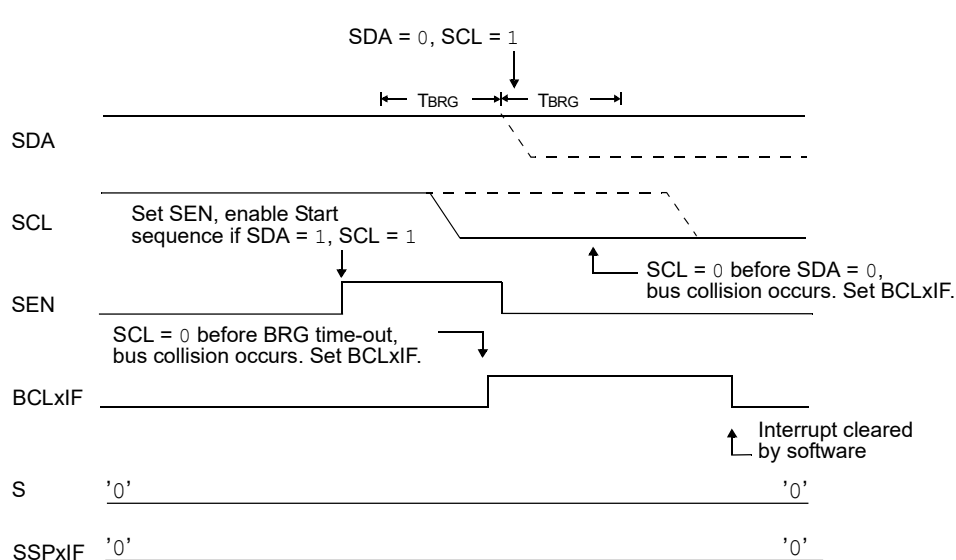 SDA = 0, SCL = 1
TBRG TBRG
SDA
SCL
Set SEN, enable Start
sequence if SDA = 1, SCL = 1
SCL = 0 before SDA = 0,
bus collision occurs. Set BCLxIF.
SEN
SCL = 0 before BRG time-out,
bus collision occurs. Set BCLxIF.
BCLxIF
Interrupt cleared
by software
S '0' '0'
SSPxIF '0' '0'